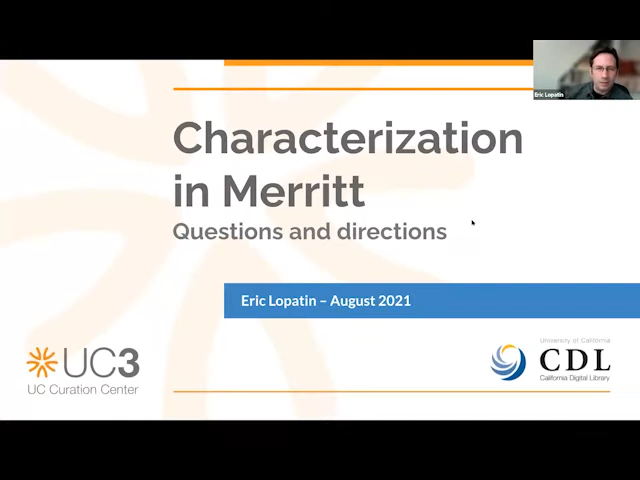 Eric Lopatin
Characterization
in Merritt
Questions and directions
Eric Lopatin – August 2021
UC3
UC Curation Center
University of California
CDL
California Digital Library